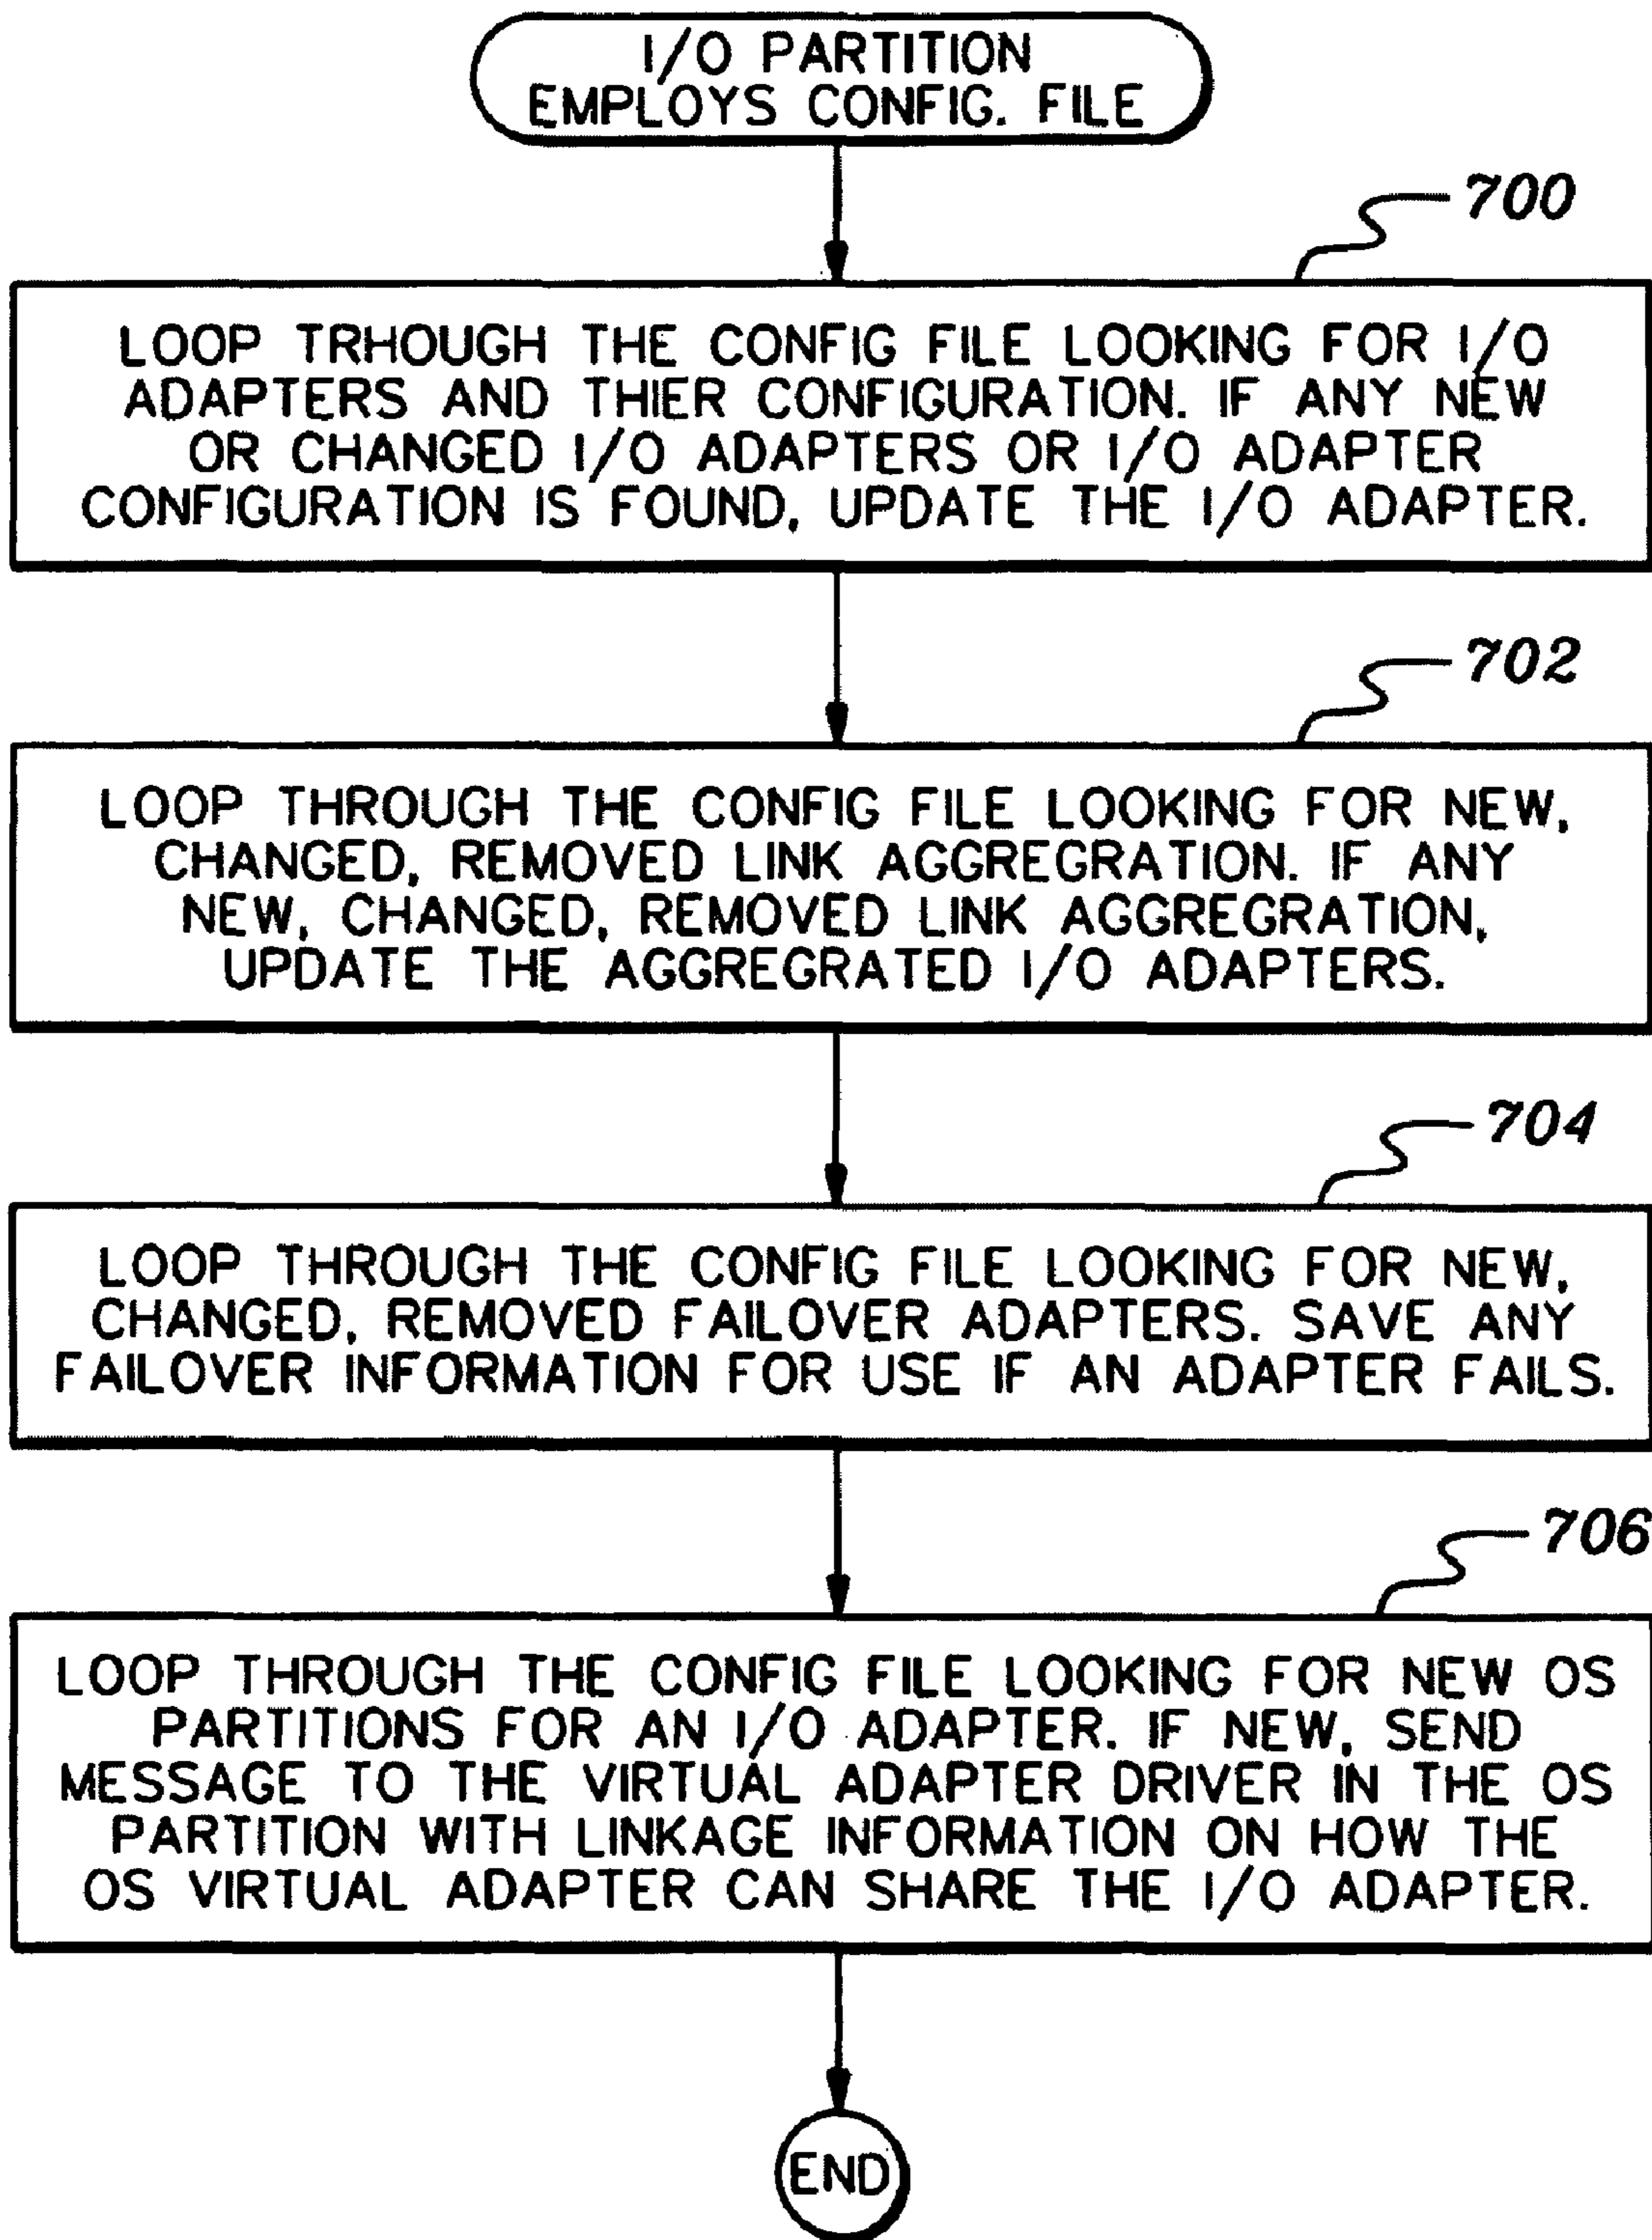 I/O PARTITION
EMPLOYS CONFIG. FILE
700
LOOP TRHOUGH THE CONFIG FILE LOOKING FOR I/O
ADAPTERS AND THIER CONFIGURATION. IF ANY NEW
OR CHANGED I/O ADAPTERS OR I/O ADAPTER
CONFIGURATION IS FOUND, UPDATE THE I/O ADAPTER.
702
LOOP THROUGH THE CONFIG FILE LOOKING FOR NEW,
CHANGED, REMOVED LINK AGGREGRATION. IF ANY
NEW, CHANGED, REMOVED LINK AGGREGRATION,
UPDATE THE AGGREGRATED I/O ADAPTERS.
704
LOOP THROUGH THE CONFIG FILE LOOKING FOR NEW,
CHANGED, REMOVED FAILOVER ADAPTERS. SAVE ANY
FAILOVER INFORMATION FOR USE IF AN ADAPTER FAILS.
706
LOOP THROUGH THE CONFIG FILE LOOKING FOR NEW OS
PARTITIONS FOR AN I/O ADAPTER. IF NEW, SEND
MESSAGE TO THE VIRTUAL ADAPTER DRIVER IN THE OS
PARTITION WITH LINKAGE INFORMATION ON HOW THE
OS VIRTUAL ADAPTER CAN SHARE THE I/O ADAPTER.
END